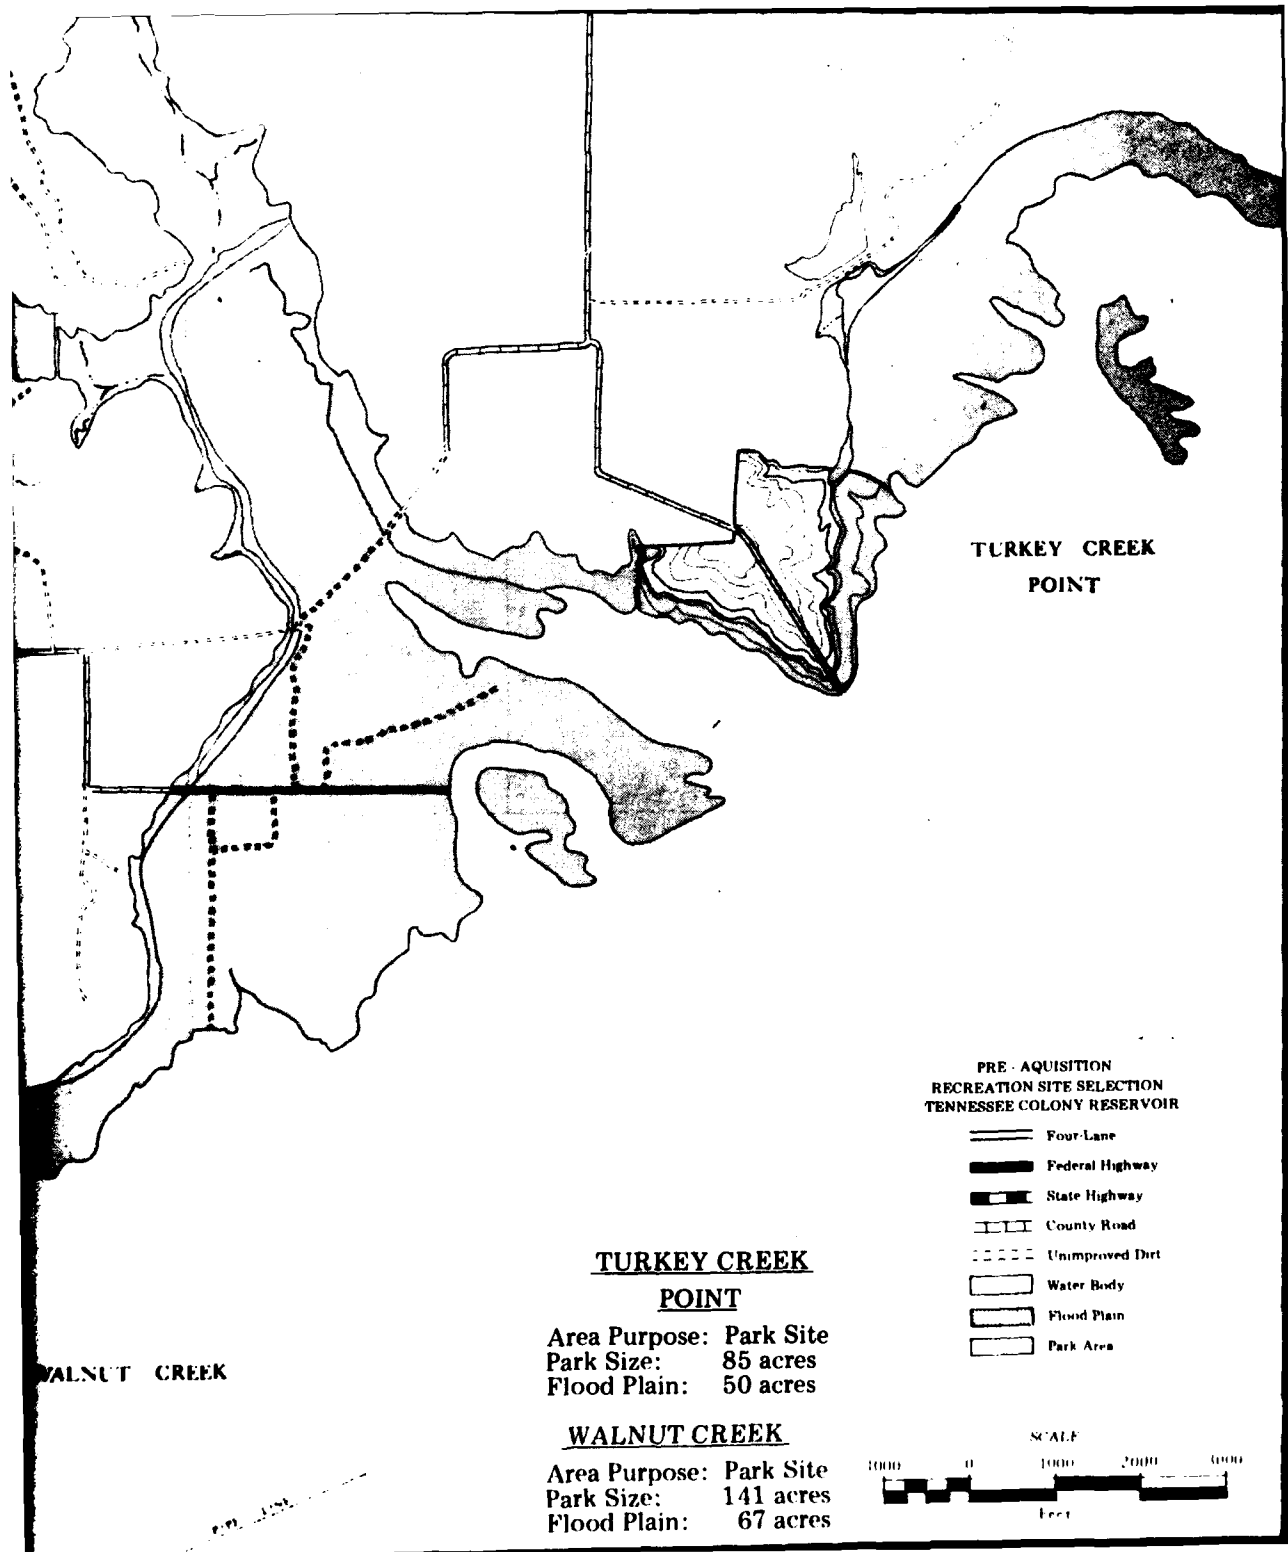 TURKEY CREEK
POINT
PRE - AQUISITION
RECREATION SITE SELECTION
TENNESSEE COLONY RESERVOIR
Four-Lane
Federal Highway
State Highway
County Road
Unimproved Dirt
Water Body
Flood Plain
Park Area
TURKEY CREEK
POINT
Area Purpose: Park Site
Park Size: 85 acres
Flood Plain: 50 acres
WALNUT CREEK
WALNUT CREEK
Area Purpose: Park Site
Park Size: 141 acres
Flood Plain: 67 acres
SCALE
1000 0 1000 2000 3000
Feet
PIPE LINE